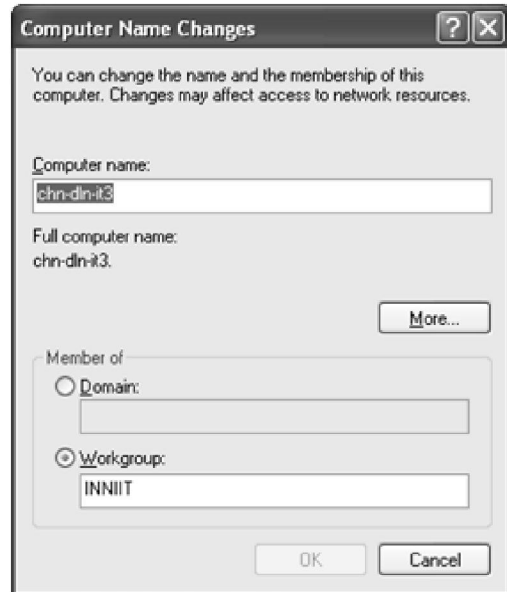 Computer Name Changes
You can change the name and the membership of this
computer. Changes may affect access to network resources.
Computer name:
chn-dln-it3
Full computer name:
chn-dln-it3.
More...
Member of
Domain:
Workgroup:
INNIIT
OK
Cancel